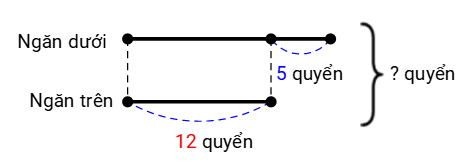 Ngăn dưới
5 quyển
? quyển
Ngăn trên
12 quyển